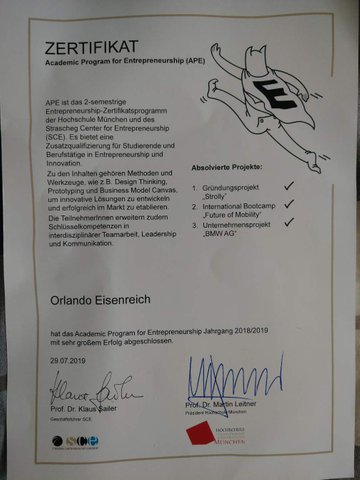 ZERTIFIKAT
Academic Program for Entrepreneurship (APE)
E
APE ist das 2-semestrige
Entrepreneurship-Zertifikatsprogramm
der Hochschule München und des
Strascheg Center for Entrepreneurship
(SCE). Es bietet eine
Zusatzqualifizierung für Studierende und
Berufstätige in Entrepreneurship und
Innovation.
Zu den Inhalten gehören Methoden und
Werkzeuge, wie z.B. Design Thinking,
Prototyping und Business Model Canvas,
um innovative Lösungen zu entwickeln
und erfolgreich im Markt zu etablieren.
Die TeilnehmerInnen erweitern zudem
Schlüsselkompetenzen in
interdisziplinärer Teamarbeit, Leadership
und Kommunikation.
Absolvierte Projekte:
1. Gründungsprojekt ✓
„Strolly"
2. International Bootcamp ✓
„Future of Mobility"
3. Unternehmensprojekt ✓
„BMW AG"
Orlando Eisenreich
hat das Academic Program for Entrepreneurship Jahrgang 2018/2019
mit sehr großem Erfolg abgeschlossen.
29.07.2019
Klaus Sailer
Prof. Dr. Klaus Sailer
Geschäftsführer SCE
Prof. Dr. Martin Leitner
Präsident Hochschule München
sce
HOCHSCHULE
MÜNCHEN